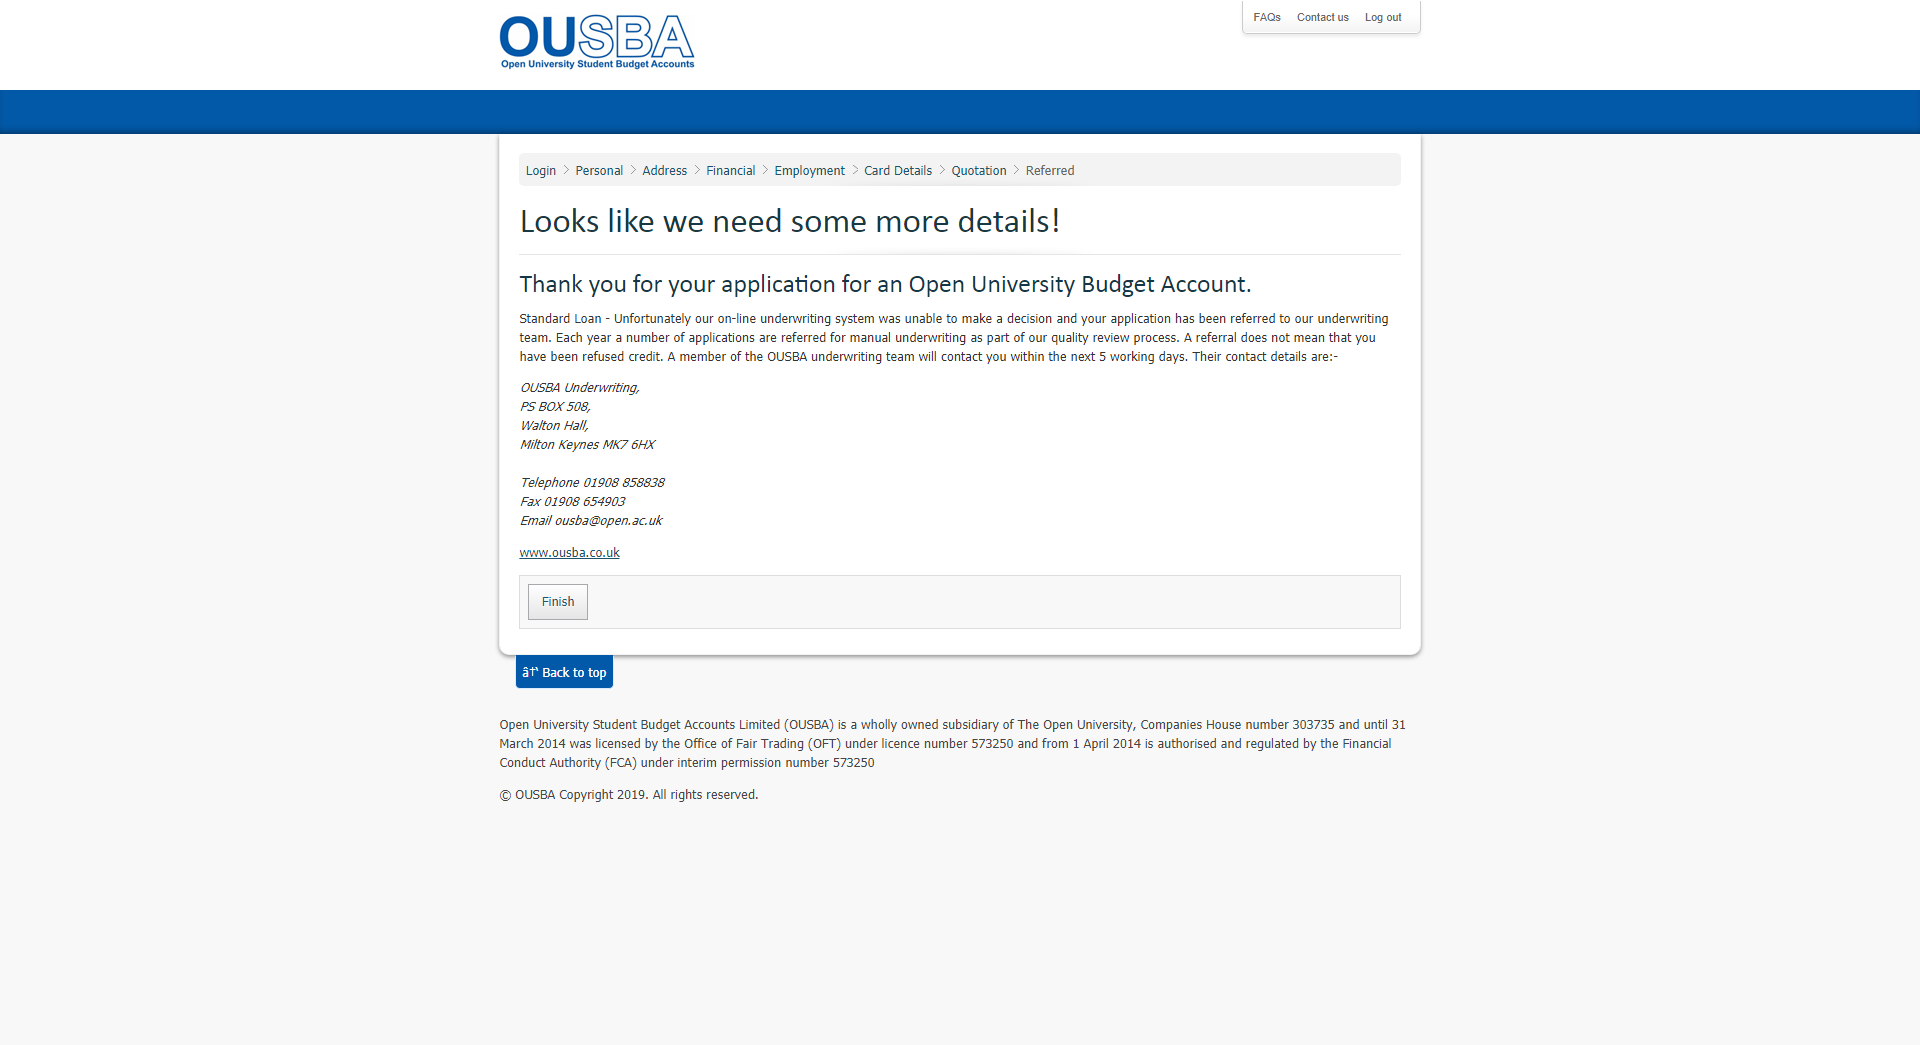 OUSBA
Open University Student Budget Accounts
FAQs Contact us Log out
Login > Personal > Address > Financial > Employment > Card Details > Quotation > Referred
Looks like we need some more details!
Thank you for your application for an Open University Budget Account.
Standard Loan - Unfortunately our on-line underwriting system was unable to make a decision and your application has been referred to our underwriting
team. Each year a number of applications are referred for manual underwriting as part of our quality review process. A referral does not mean that you
have been refused credit. A member of the OUSBA underwriting team will contact you within the next 5 working days. Their contact details are:-
OUSBA Underwriting,
PS BOX 508,
Walton Hall,
Milton Keynes MK7 6HX
Telephone 01908 858838
Fax 01908 654903
Email ousba@open.ac.uk
www.ousba.co.uk
Finish
â†‘ Back to top
Open University Student Budget Accounts Limited (OUSBA) is a wholly owned subsidiary of The Open University, Companies House number 303735 and until 31
March 2014 was licensed by the Office of Fair Trading (OFT) under licence number 573250 and from 1 April 2014 is authorised and regulated by the Financial
Conduct Authority (FCA) under interim permission number 573250
© OUSBA Copyright 2019. All rights reserved.